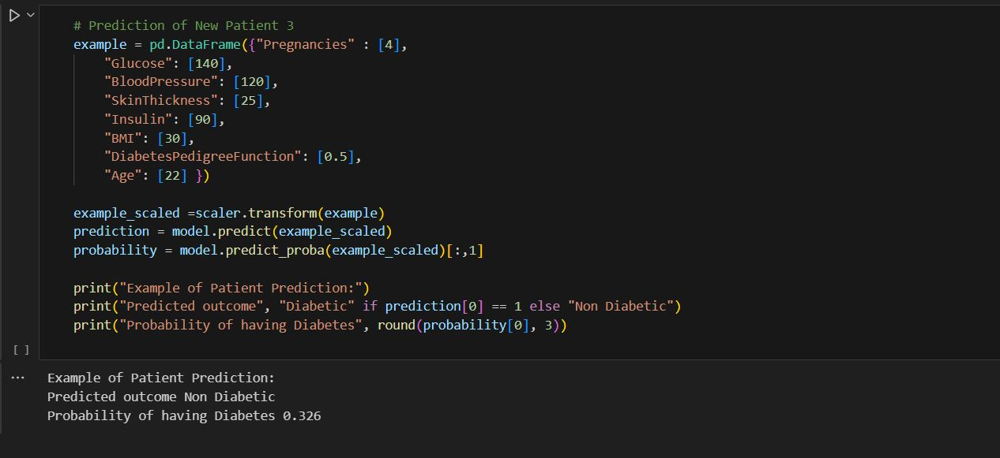 # Prediction of New Patient 3
example = pd.DataFrame({"Pregnancies" : [4],
    "Glucose": [140],
    "BloodPressure": [120],
    "SkinThickness": [25],
    "Insulin": [90],
    "BMI": [30],
    "DiabetesPedigreeFunction": [0.5],
    "Age": [22] })
example_scaled =scaler.transform(example)
prediction = model.predict(example_scaled)
probability = model.predict_proba(example_scaled)[:,1]
print("Example of Patient Prediction:")
print("Predicted outcome", "Diabetic" if prediction[0] == 1 else "Non Diabetic")
print("Probability of having Diabetes", round(probability[0], 3))
[ ]
... Example of Patient Prediction:
Predicted outcome Non Diabetic
Probability of having Diabetes 0.326